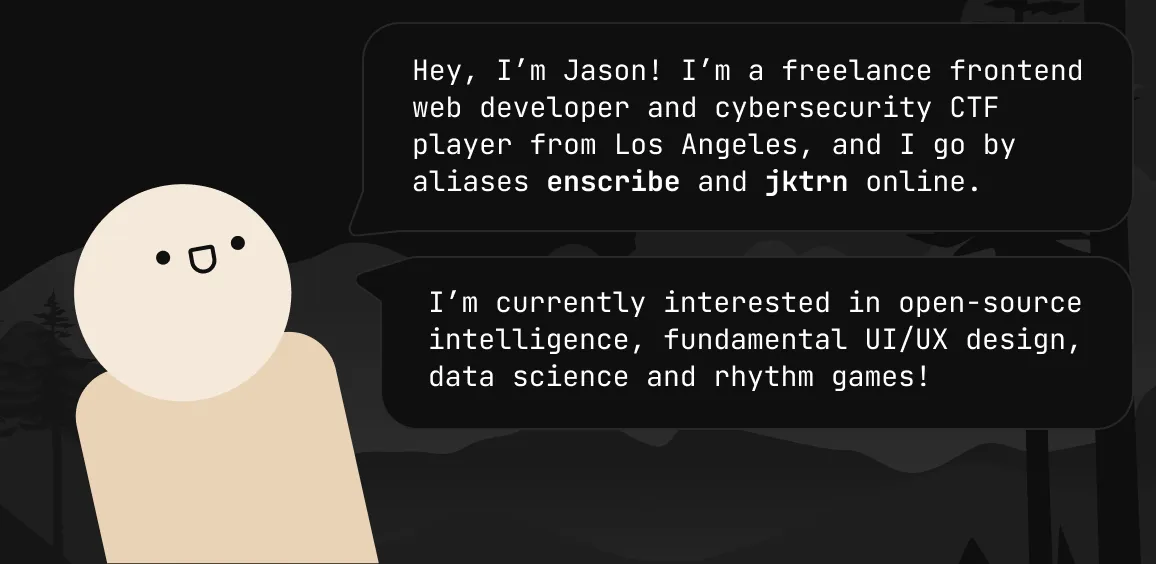 Hey, I’m Jason! I’m a freelance frontend
web developer and cybersecurity CTF
player from Los Angeles, and I go by
aliases enscribe and jktrn online.
I’m currently interested in open-source
intelligence, fundamental UI/UX design,
data science and rhythm games!